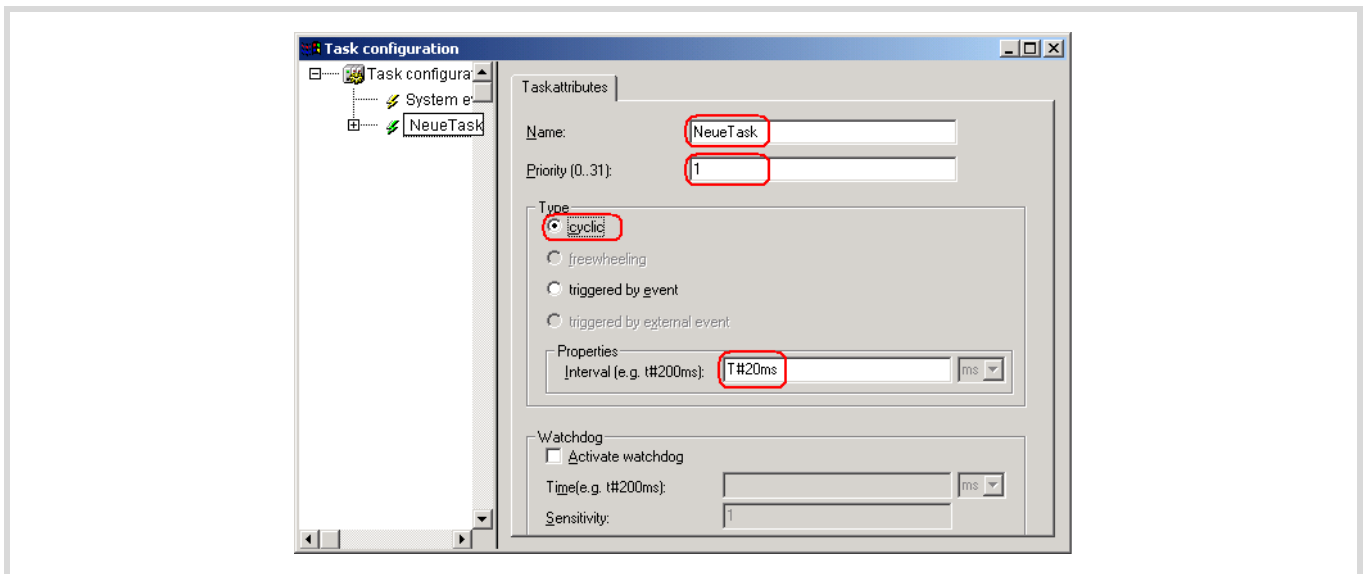 Task configuration
Task configura
System e
NeueTask
Taskattributes
Name: NeueTask
Priority (0..31): 1
Type
cyclic
freewheeling
triggered by event
triggered by external event
Properties
Interval (e.g. t#200ms): T#20ms ms
Watchdog
Activate watchdog
Time(e.g. t#200ms): ms
Sensitivity: 1